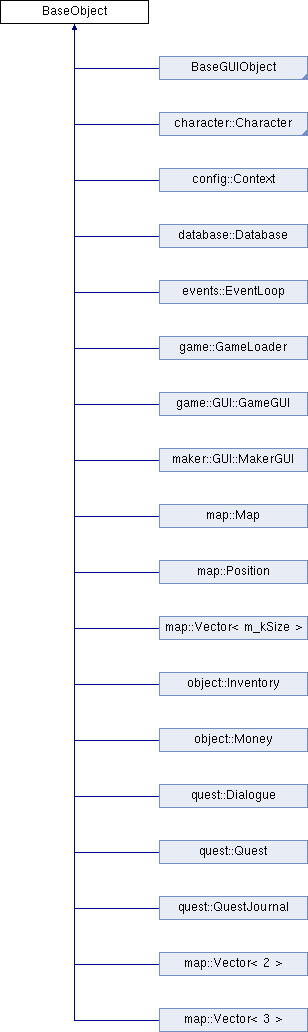 BaseObject
BaseGUIObject
character::Character
config::Context
database::Database
events::EventLoop
game::GameLoader
game::GUI::GameGUI
maker::GUI::MakerGUI
map::Map
map::Position
map::Vector< m_kSize >
object::Inventory
object::Money
quest::Dialogue
quest::Quest
quest::QuestJournal
map::Vector< 2 >
map::Vector< 3 >